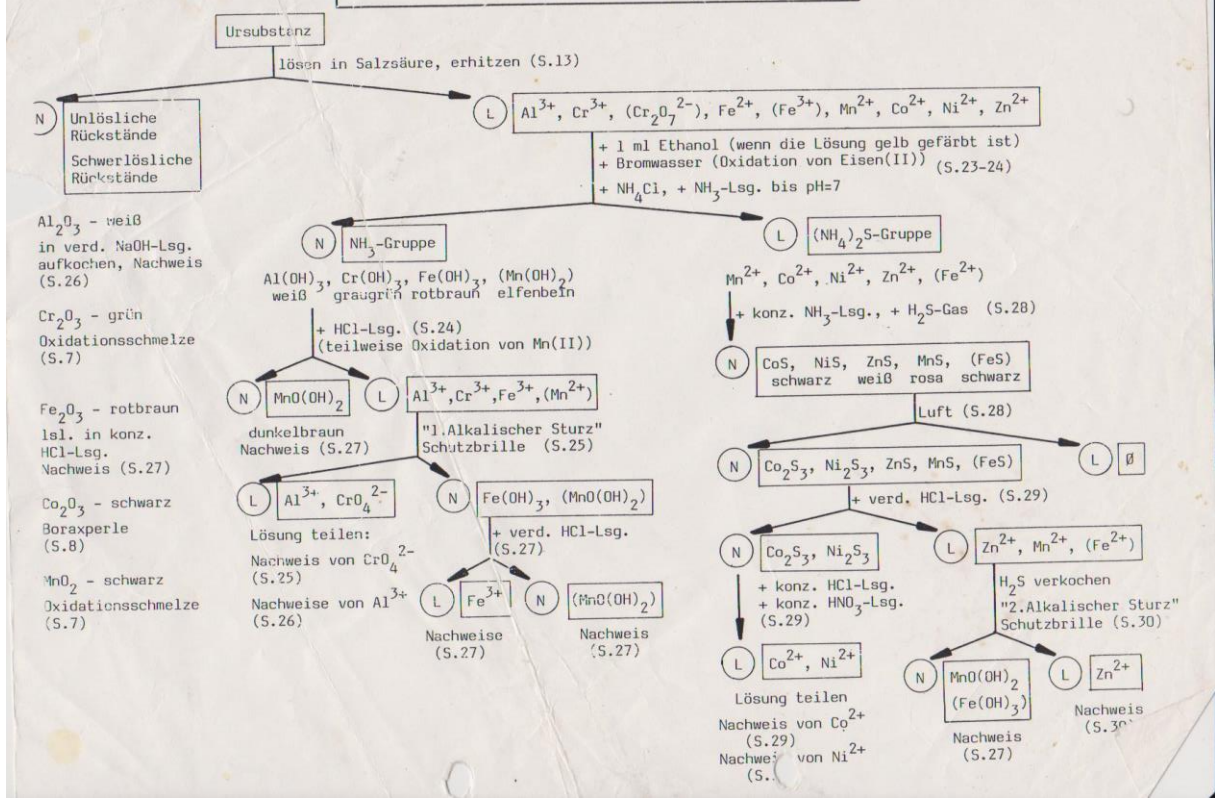 Ursubstanz
lösen in Salzsäure, erhitzen (S.13)
N
Unlösliche
Rückstände
Schwerlösliche
Rückstände
L
Al³⁺, Cr³⁺, (Cr₂O₇²⁻), Fe²⁺, (Fe³⁺), Mn²⁺, Co²⁺, Ni²⁺, Zn²⁺
+ 1 ml Ethanol (wenn die Lösung gelb gefärbt ist)
+ Bromwasser (Oxidation von Eisen(II)) (S.23-24)
+ NH₄Cl, + NH₃-Lsg. bis pH=7
Al₂O₃ - weiß
in verd. NaOH-Lsg.
aufkochen, Nachweis
(S.26)
Cr₂O₃ - grün
Oxidationsschmelze
(S.7)
Fe₂O₃ - rotbraun
lsl. in konz.
HCl-Lsg.
Nachweis (S.27)
Co₂O₃ - schwarz
Boraxperle
(S.8)
MnO₂ - schwarz
Oxidationsschmelze
(S.7)
N
NH₃-Gruppe
Al(OH)₃, Cr(OH)₃, Fe(OH)₃, (Mn(OH)₂)
weiß graugrün rotbraun elfenbein
+ HCl-Lsg. (S.24)
(teilweise Oxidation von Mn(II))
N
MnO(OH)₂
dunkelbraun
Nachweis (S.27)
L
Al³⁺,Cr³⁺,Fe³⁺,(Mn²⁺)
"1.Alkalischer Sturz"
Schutzbrille (S.25)
L
Al³⁺, CrO₄²⁻
Lösung teilen:
Nachweis von CrO₄²⁻
(S.25)
Nachweise von Al³⁺
(S.26)
N
Fe(OH)₃, (MnO(OH)₂)
+ verd. HCl-Lsg.
(S.27)
L
Fe³⁺
Nachweise
(S.27)
N
(MnO(OH)₂)
Nachweis
(S.27)
L
(NH₄)₂S-Gruppe
Mn²⁺, Co²⁺, Ni²⁺, Zn²⁺, (Fe²⁺)
+ konz. NH₃-Lsg., + H₂S-Gas (S.28)
N
CoS, NiS, ZnS, MnS, (FeS)
schwarz weiß rosa schwarz
Luft (S.28)
N
Co₂S₃, Ni₂S₃, ZnS, MnS, (FeS)
L
Ø
+ verd. HCl-Lsg. (S.29)
N
Co₂S₃, Ni₂S₃
+ konz. HCl-Lsg.
+ konz. HNO₃-Lsg.
(S.29)
L
Co²⁺, Ni²⁺
Lösung teilen
Nachweis von Co²⁺
(S.29)
Nachweis von Ni²⁺
(S.
L
Zn²⁺, Mn²⁺, (Fe²⁺)
H₂S verkochen
"2.Alkalischer Sturz"
Schutzbrille (S.30)
N
MnO(OH)₂
(Fe(OH)₃)
Nachweis
(S.27)
L
Zn²⁺
Nachweis
(S.30)